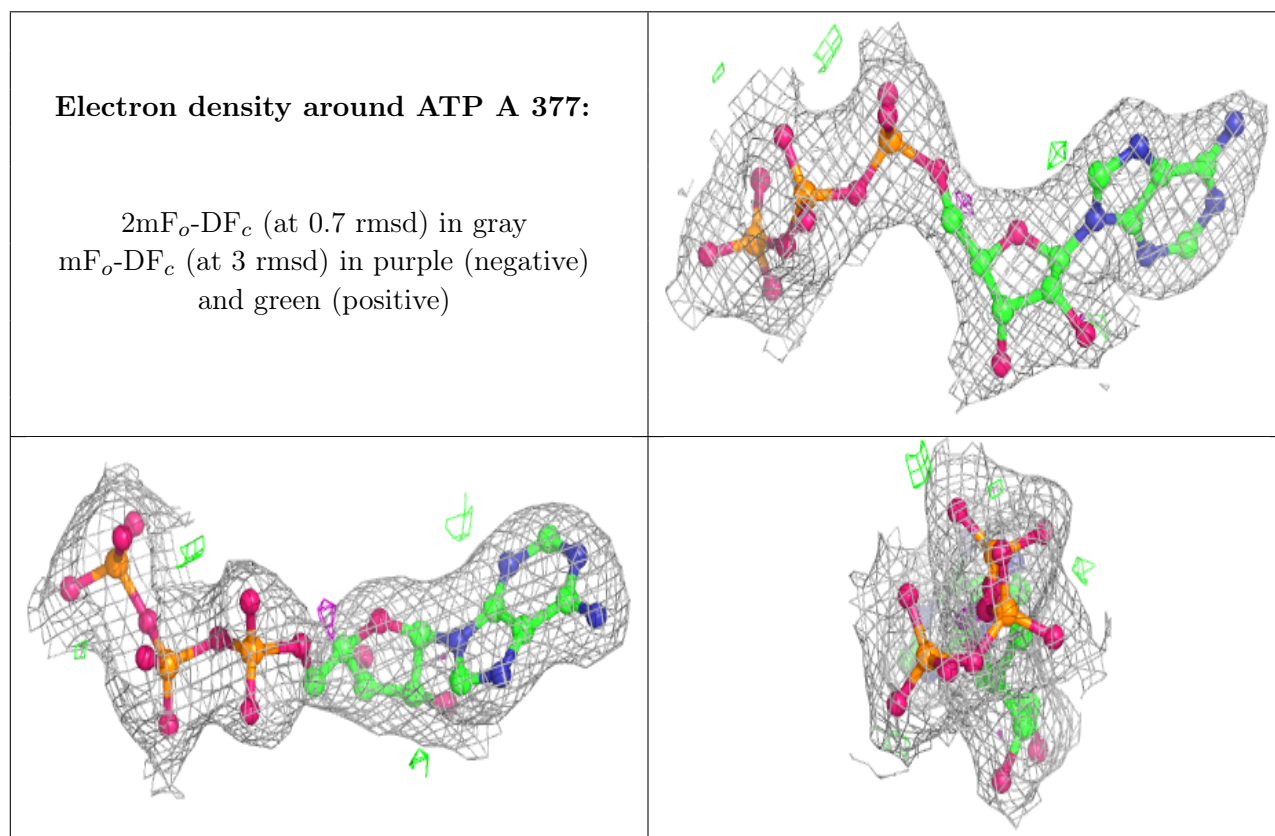 Electron density around ATP A 377:
2mFo-DFc (at 0.7 rmsd) in gray
mFo-DFc (at 3 rmsd) in purple (negative)
and green (positive)